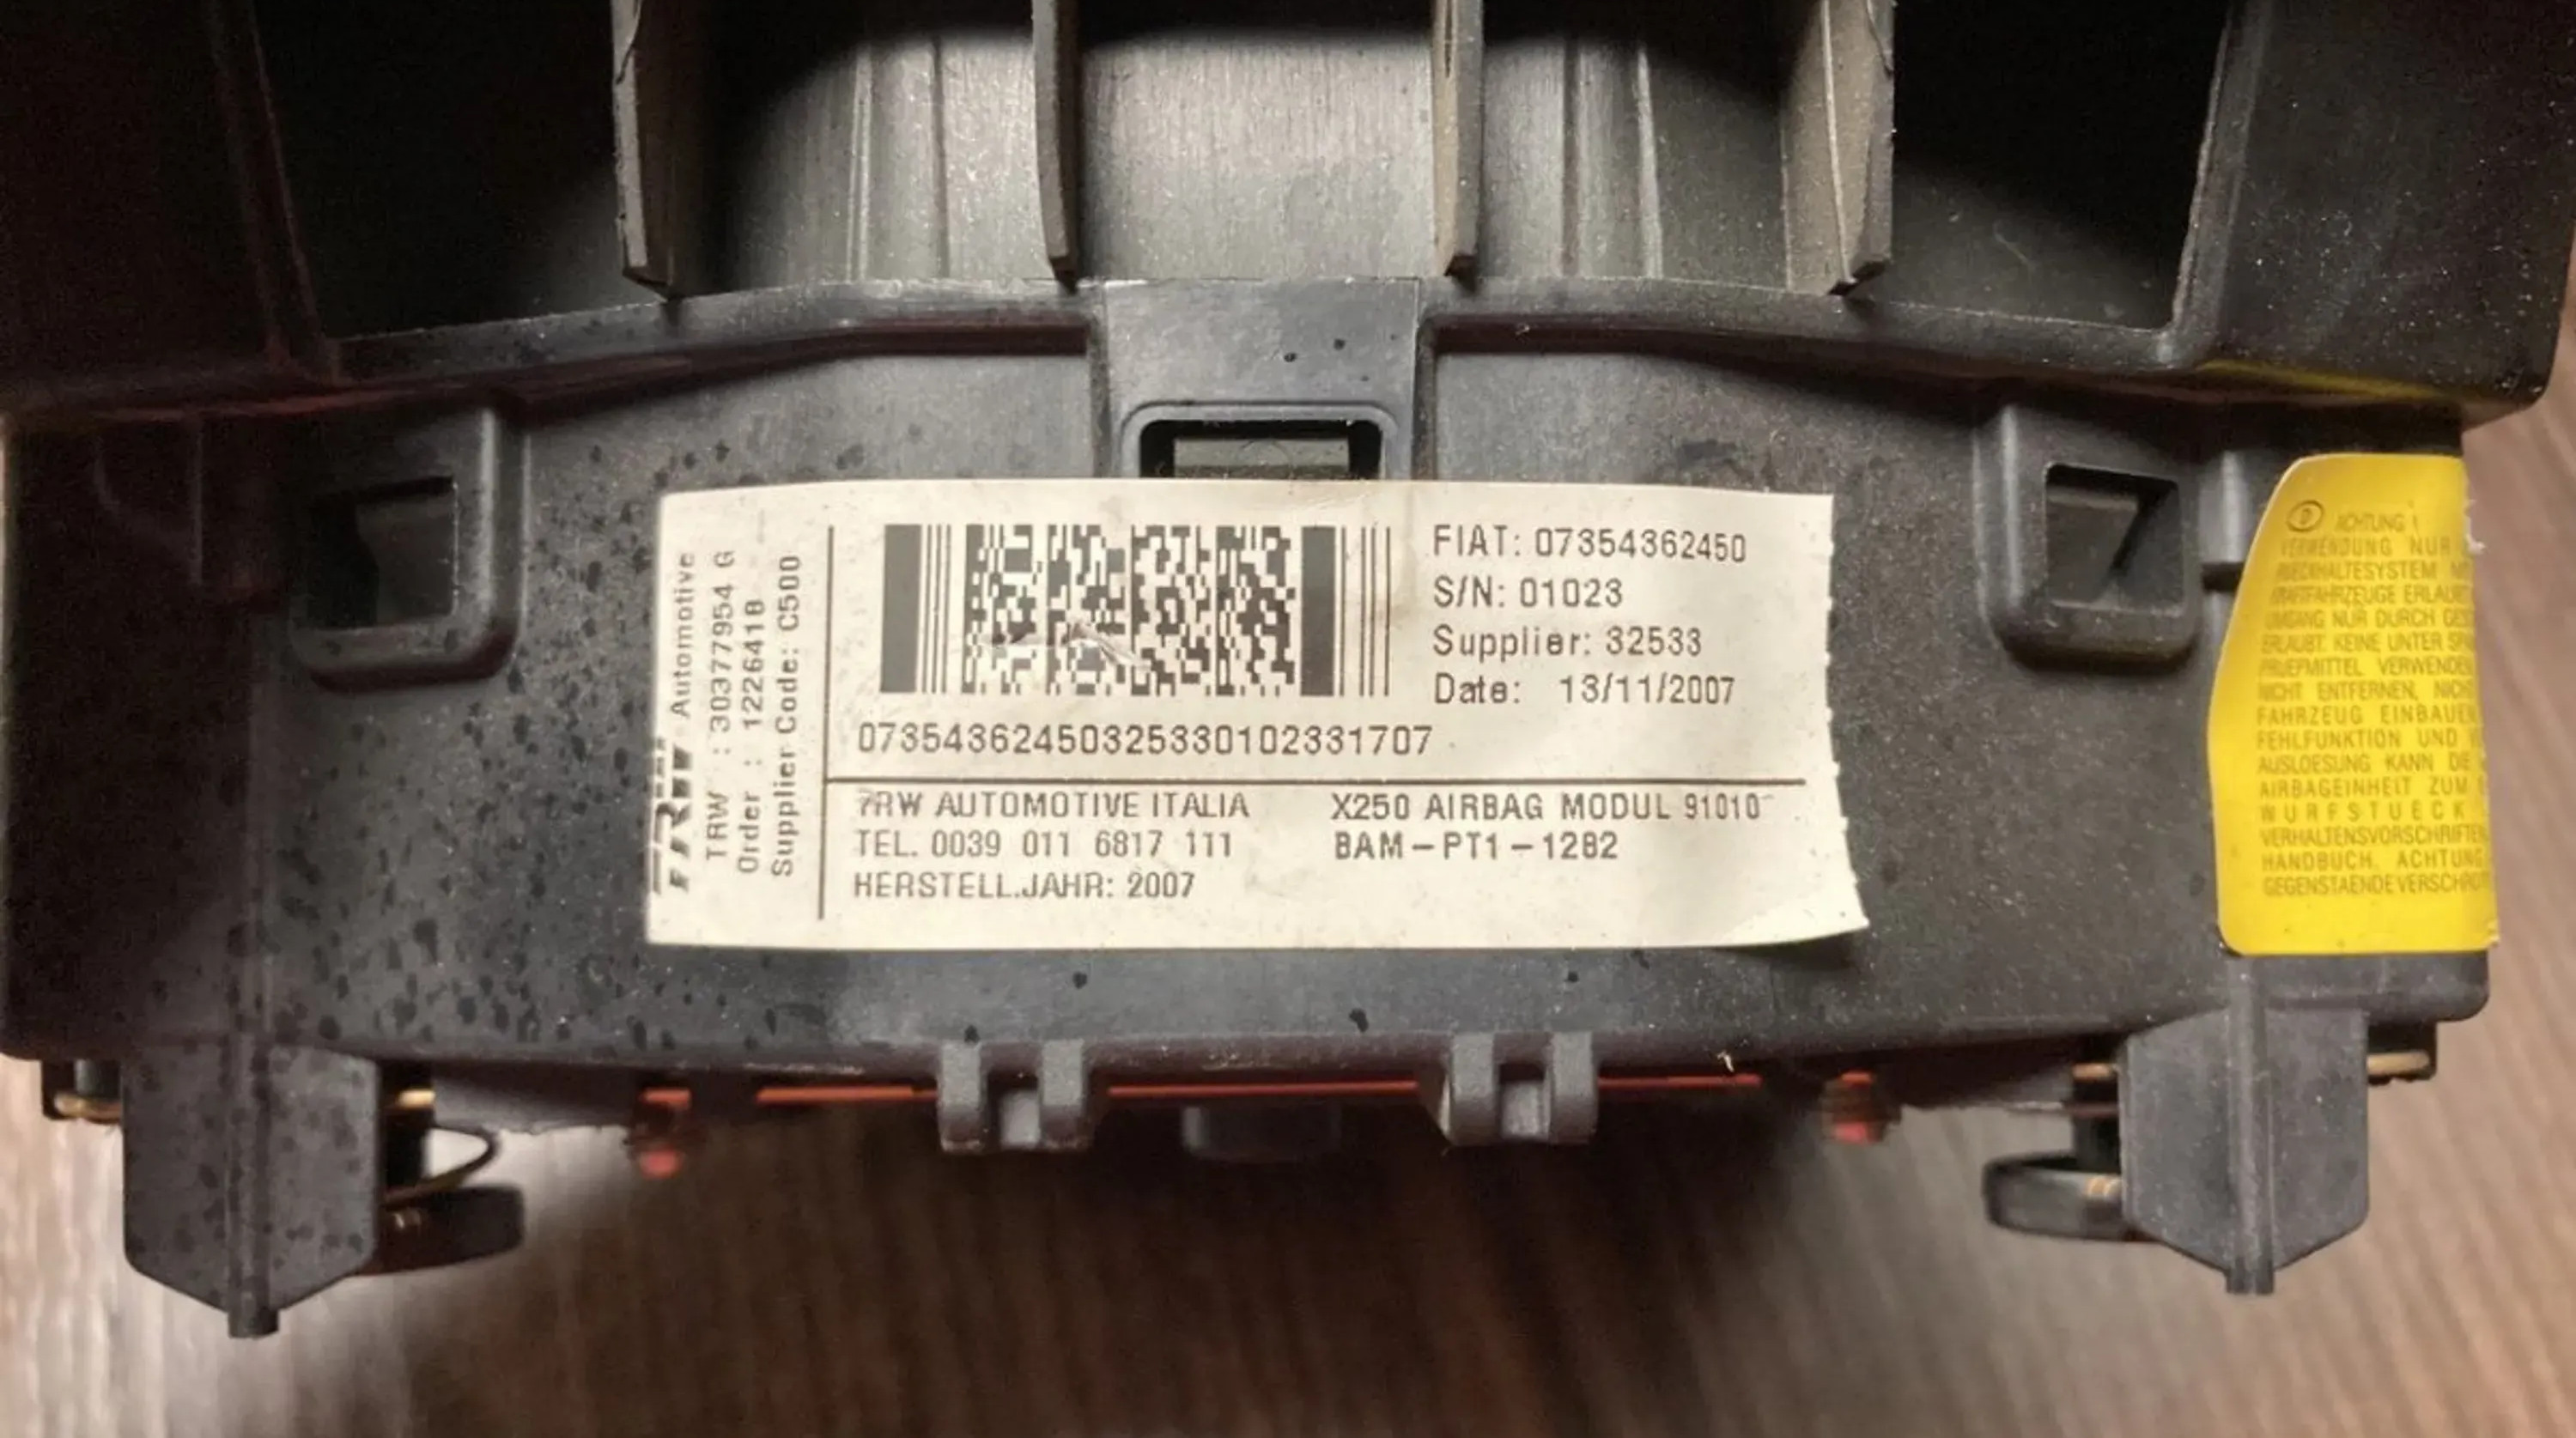 TRW Automotive
TRW : 30377954 G
Order : 1226418
Supplier Code: C500
FIAT: 07354362450
S/N: 01023
Supplier: 32533
Date: 13/11/2007
07354362450325330102331707
TRW AUTOMOTIVE ITALIA
TEL. 0039 011 6817 111
HERSTELL.JAHR: 2007
X250 AIRBAG MODUL 91010
BAM-PT1-1282
D ACHTUNG !
VERWENDUNG NUR
ERLAUBT
UMGANG NUR DURCH
ERLAUBT. KEINE UNTER
PRUEFMITTEL VERWENDEN
NICHT ENTFERNEN,
FAHRZEUG EINBAUEN
FEHLFUNKTION UND
AUSLOESUNG KANN DIE
AIRBAGEINHEIT ZUM
WURFSTUECK
VERHALTENSVORSCHRIFTEN
HANDBUCH. ACHTUNG
GEGENSTAENDE